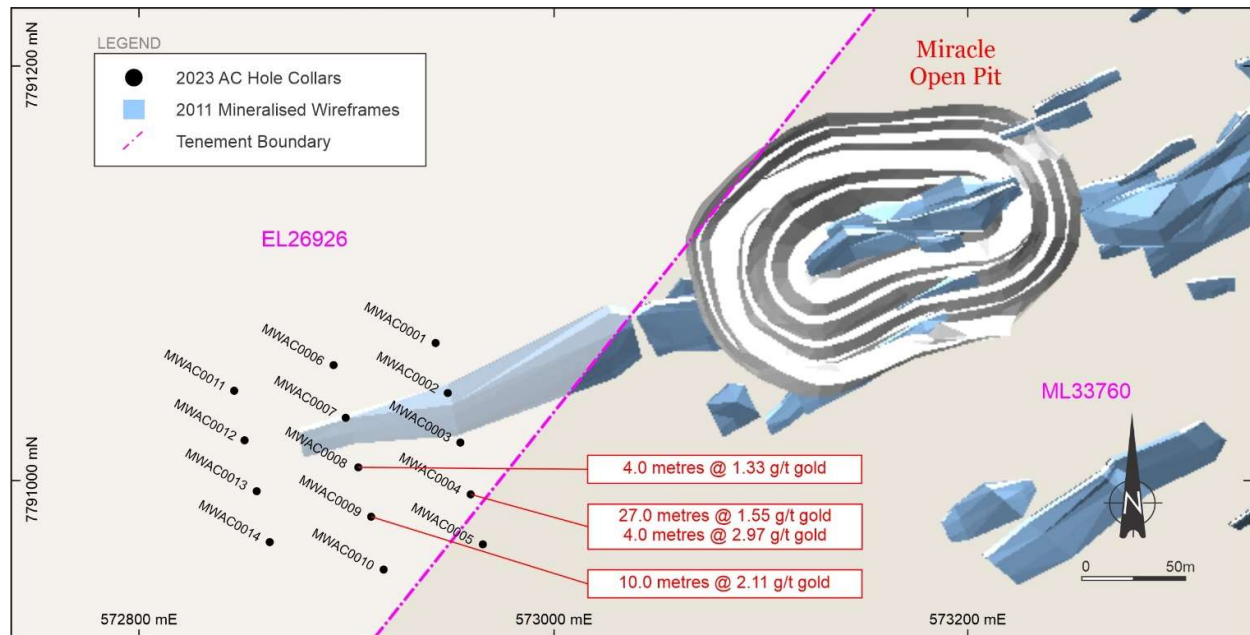 7791200 mN
LEGEND
2023 AC Hole Collars
2011 Mineralised Wireframes
Tenement Boundary
Miracle
Open Pit
EL26926
MWAC0001
MWAC0006
MWAC0002
MWAC0011
MWAC0007
MWAC0003
MWAC0012
MWAC0008
MWAC0004
MWAC0013
MWAC0009
MWAC0005
MWAC0014
MWAC0010
ML33760
4.0 metres @ 1.33 g/t gold
27.0 metres @ 1.55 g/t gold
4.0 metres @ 2.97 g/t gold
10.0 metres @ 2.11 g/t gold
7791000 mN
N
0 50m
572800 mE
573000 mE
573200 mE